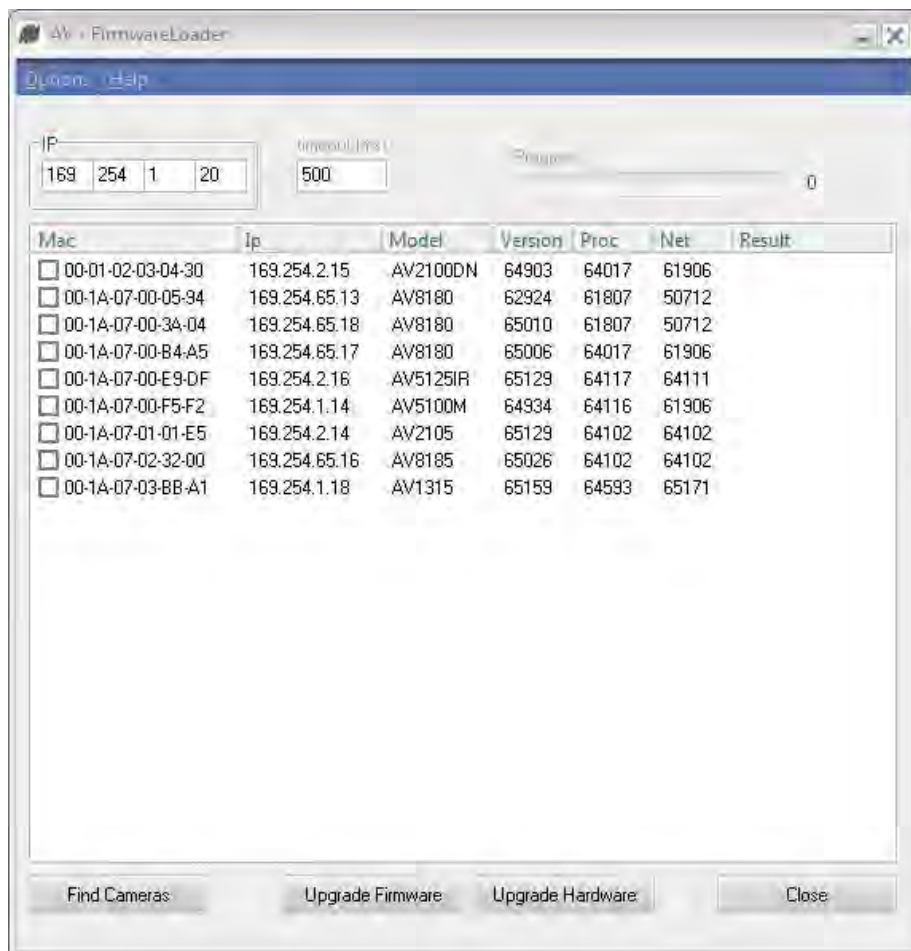 AV - FirmwareLoader
Options Help
IP
169 254 1 20
timeout (ms)
500
Progress
0
Mac Ip Model Version Proc Net Result
00-01-02-03-04-30 169.254.2.15 AV2100DN 64903 64017 61906
00-1A-07-00-05-94 169.254.65.13 AV8180 62924 61807 50712
00-1A-07-00-3A-04 169.254.65.18 AV8180 65010 61807 50712
00-1A-07-00-B4-A5 169.254.65.17 AV8180 65006 64017 61906
00-1A-07-00-E9-DF 169.254.2.16 AV5125IR 65129 64117 64111
00-1A-07-00-F5-F2 169.254.1.14 AV5100M 64934 64116 61906
00-1A-07-01-01-E5 169.254.2.14 AV2105 65129 64102 64102
00-1A-07-02-32-00 169.254.65.16 AV8185 65026 64102 64102
00-1A-07-03-BB-A1 169.254.1.18 AV1315 65159 64593 65171
Find Cameras Upgrade Firmware Upgrade Hardware Close